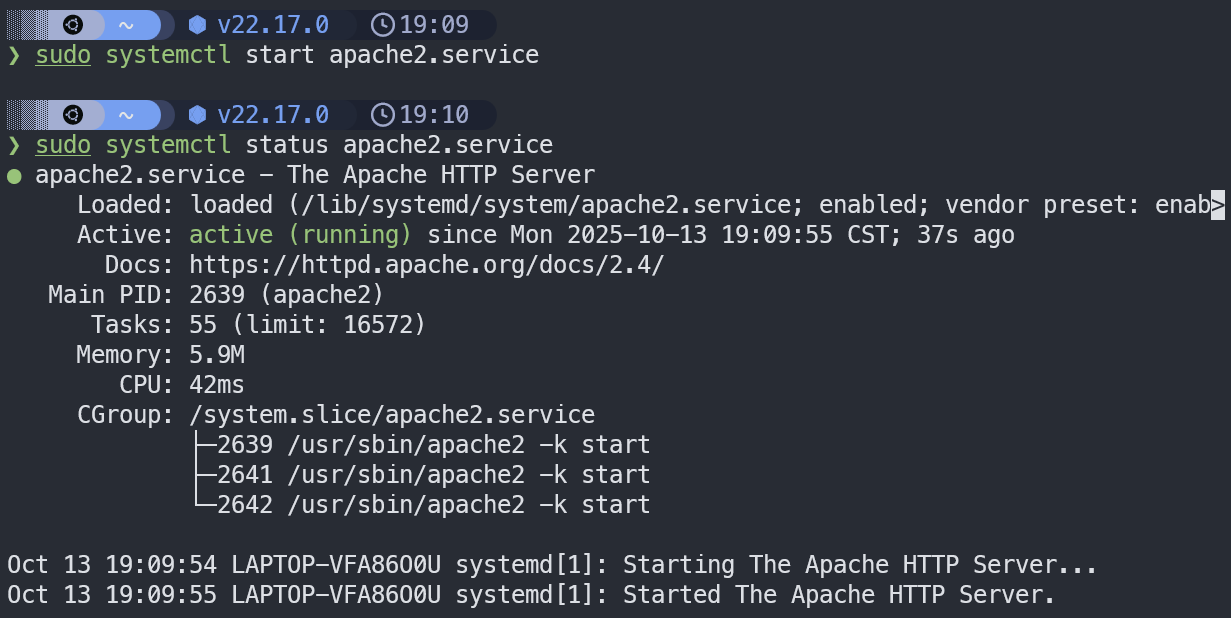 ~ v22.17.0 19:09
❯ sudo systemctl start apache2.service
~ v22.17.0 19:10
❯ sudo systemctl status apache2.service
● apache2.service - The Apache HTTP Server
Loaded: loaded (/lib/systemd/system/apache2.service; enabled; vendor preset: enab>
Active: active (running) since Mon 2025-10-13 19:09:55 CST; 37s ago
Docs: https://httpd.apache.org/docs/2.4/
Main PID: 2639 (apache2)
Tasks: 55 (limit: 16572)
Memory: 5.9M
CPU: 42ms
CGroup: /system.slice/apache2.service
├─2639 /usr/sbin/apache2 -k start
├─2641 /usr/sbin/apache2 -k start
└─2642 /usr/sbin/apache2 -k start
Oct 13 19:09:54 LAPTOP-VFA86O0U systemd[1]: Starting The Apache HTTP Server...
Oct 13 19:09:55 LAPTOP-VFA86O0U systemd[1]: Started The Apache HTTP Server.